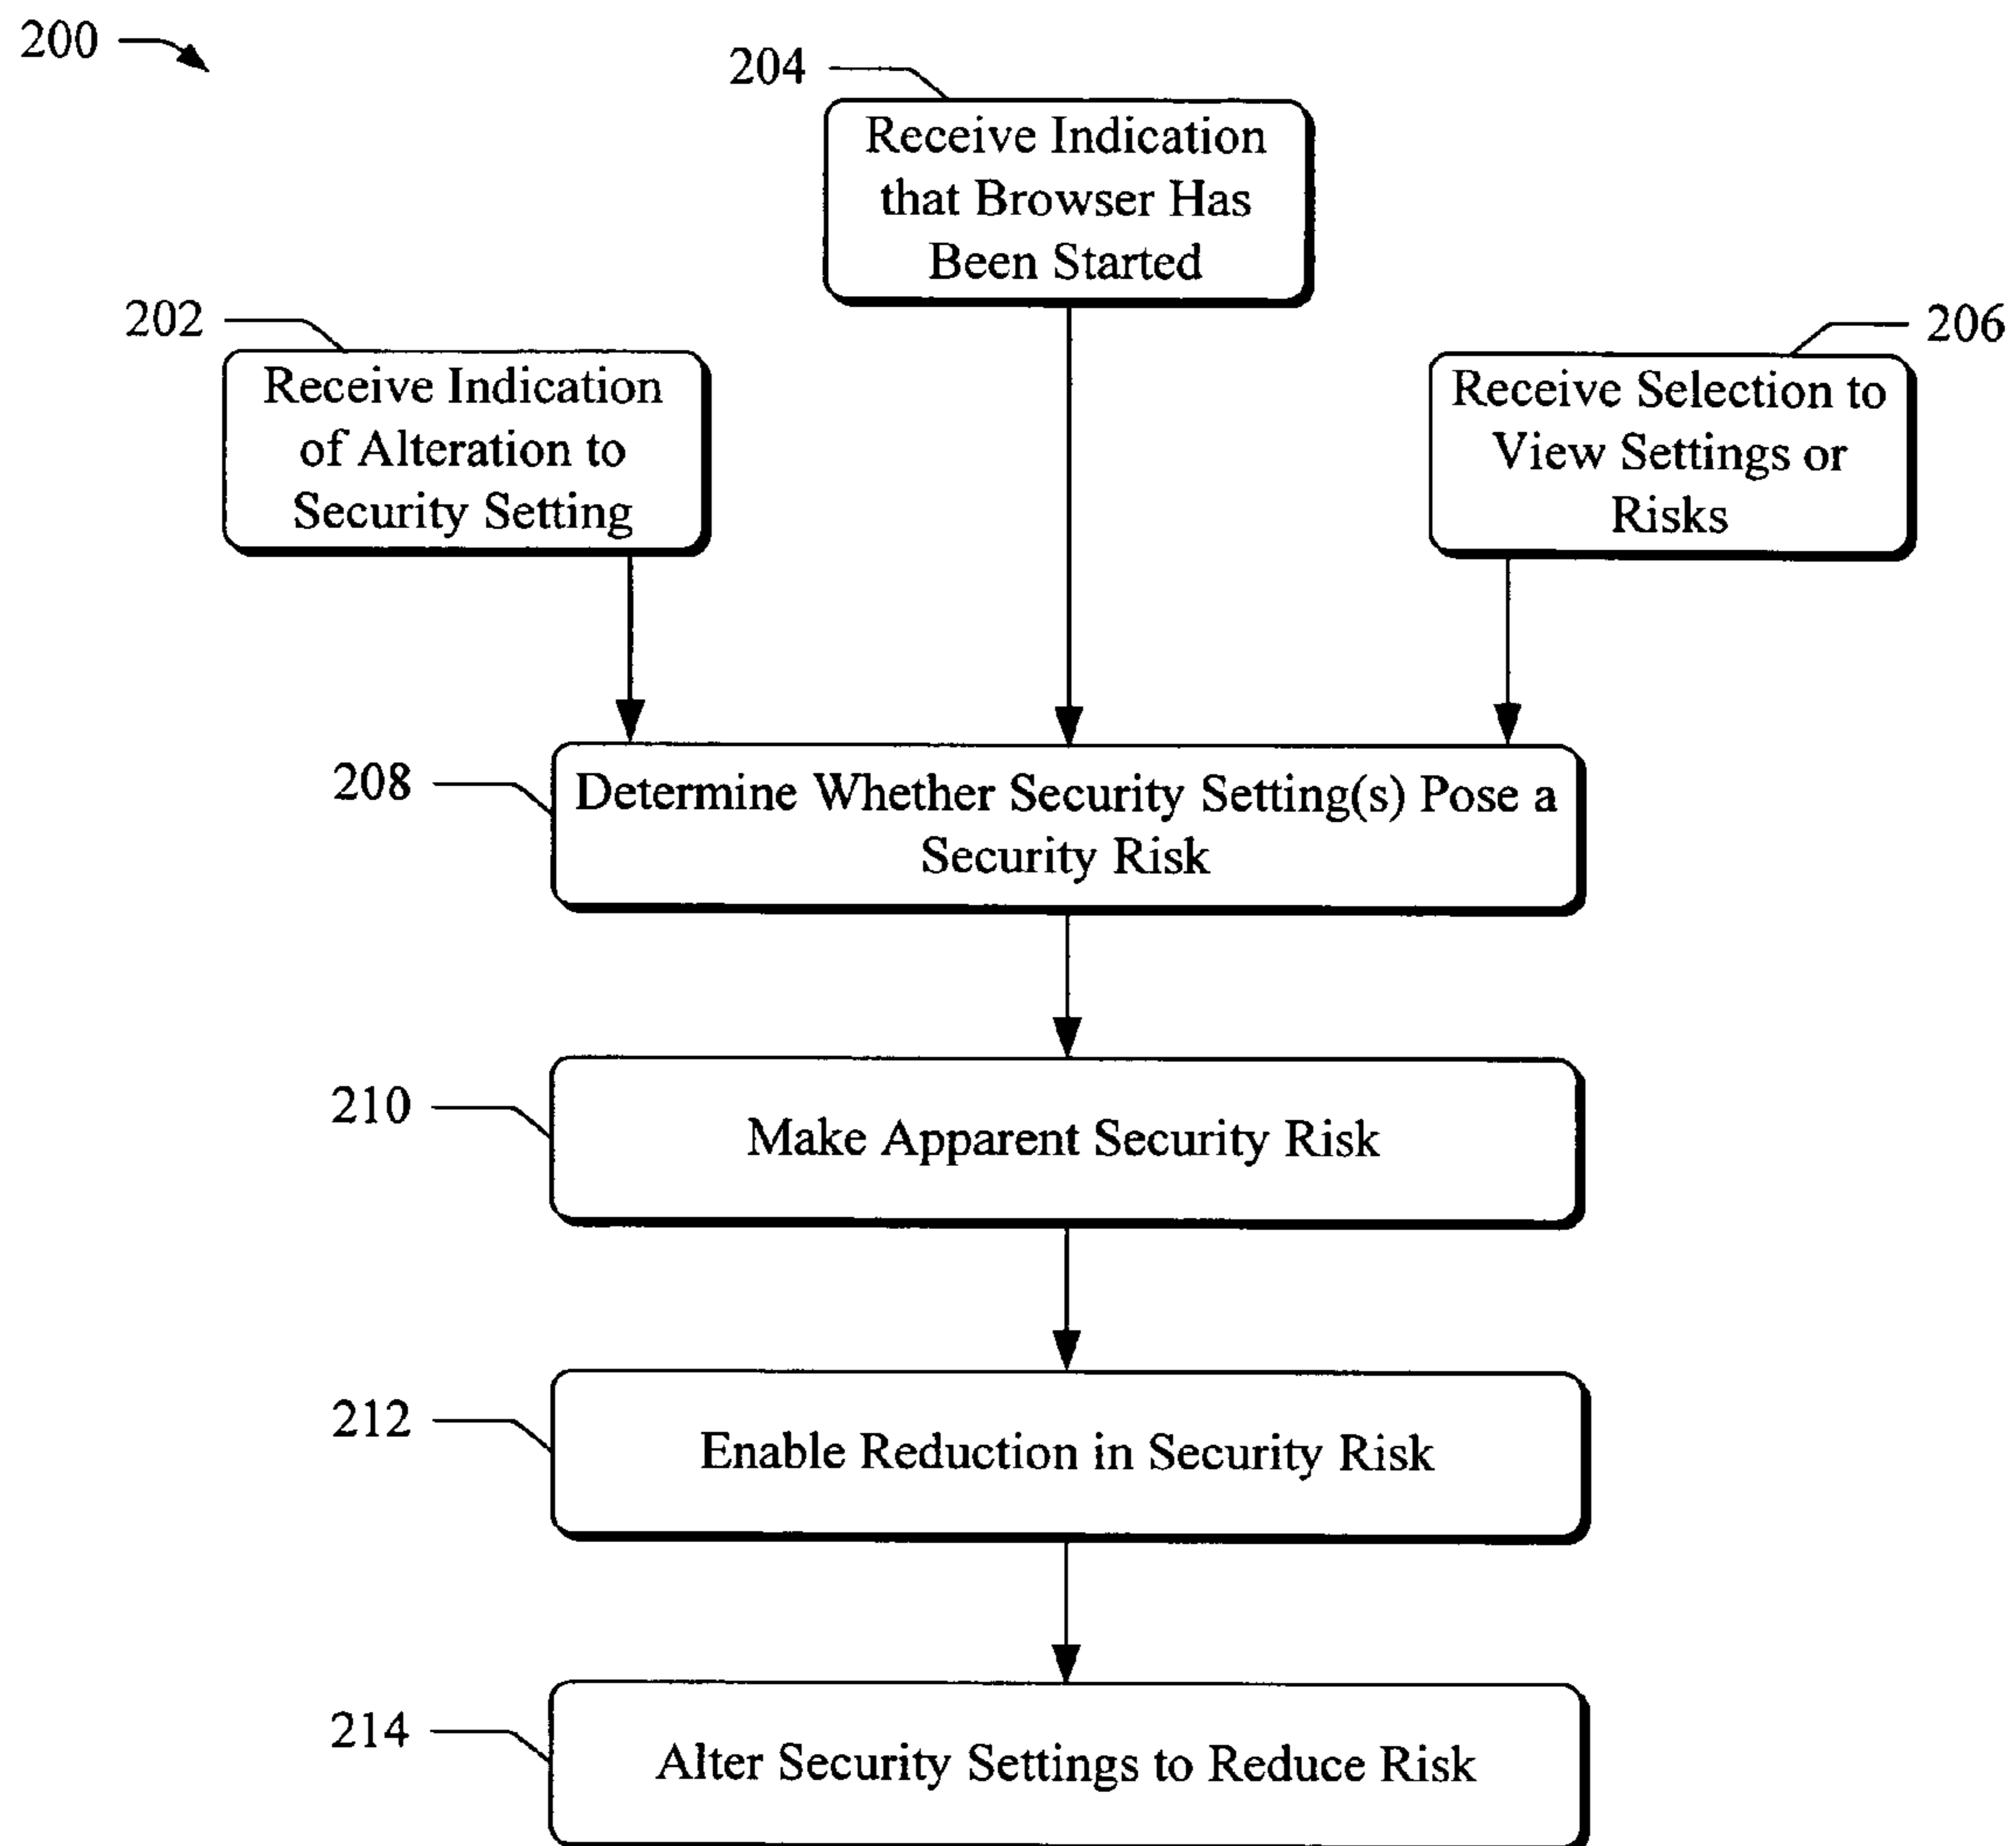 200
204
Receive Indication
that Browser Has
Been Started
202
Receive Indication
of Alteration to
Security Setting
206
Receive Selection to
View Settings or
Risks
208
Determine Whether Security Setting(s) Pose a
Security Risk
210
Make Apparent Security Risk
212
Enable Reduction in Security Risk
214
Alter Security Settings to Reduce Risk